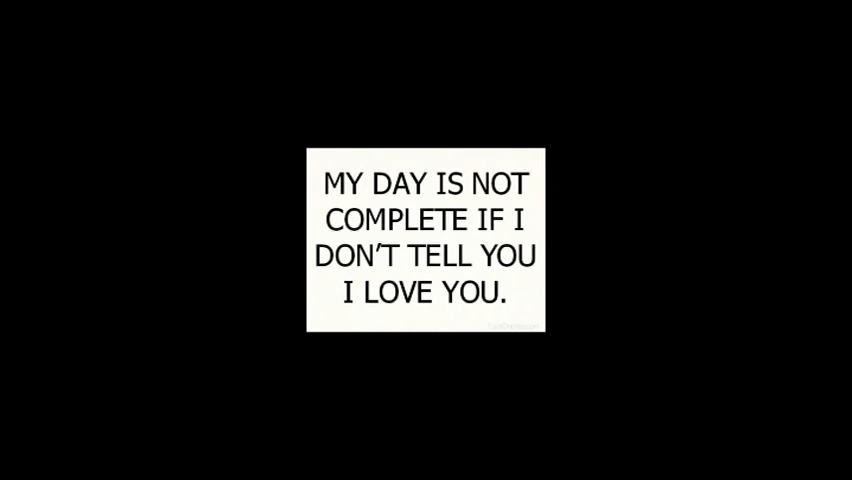 MY DAY IS NOT
COMPLETE IF I
DON'T TELL YOU
I LOVE YOU.